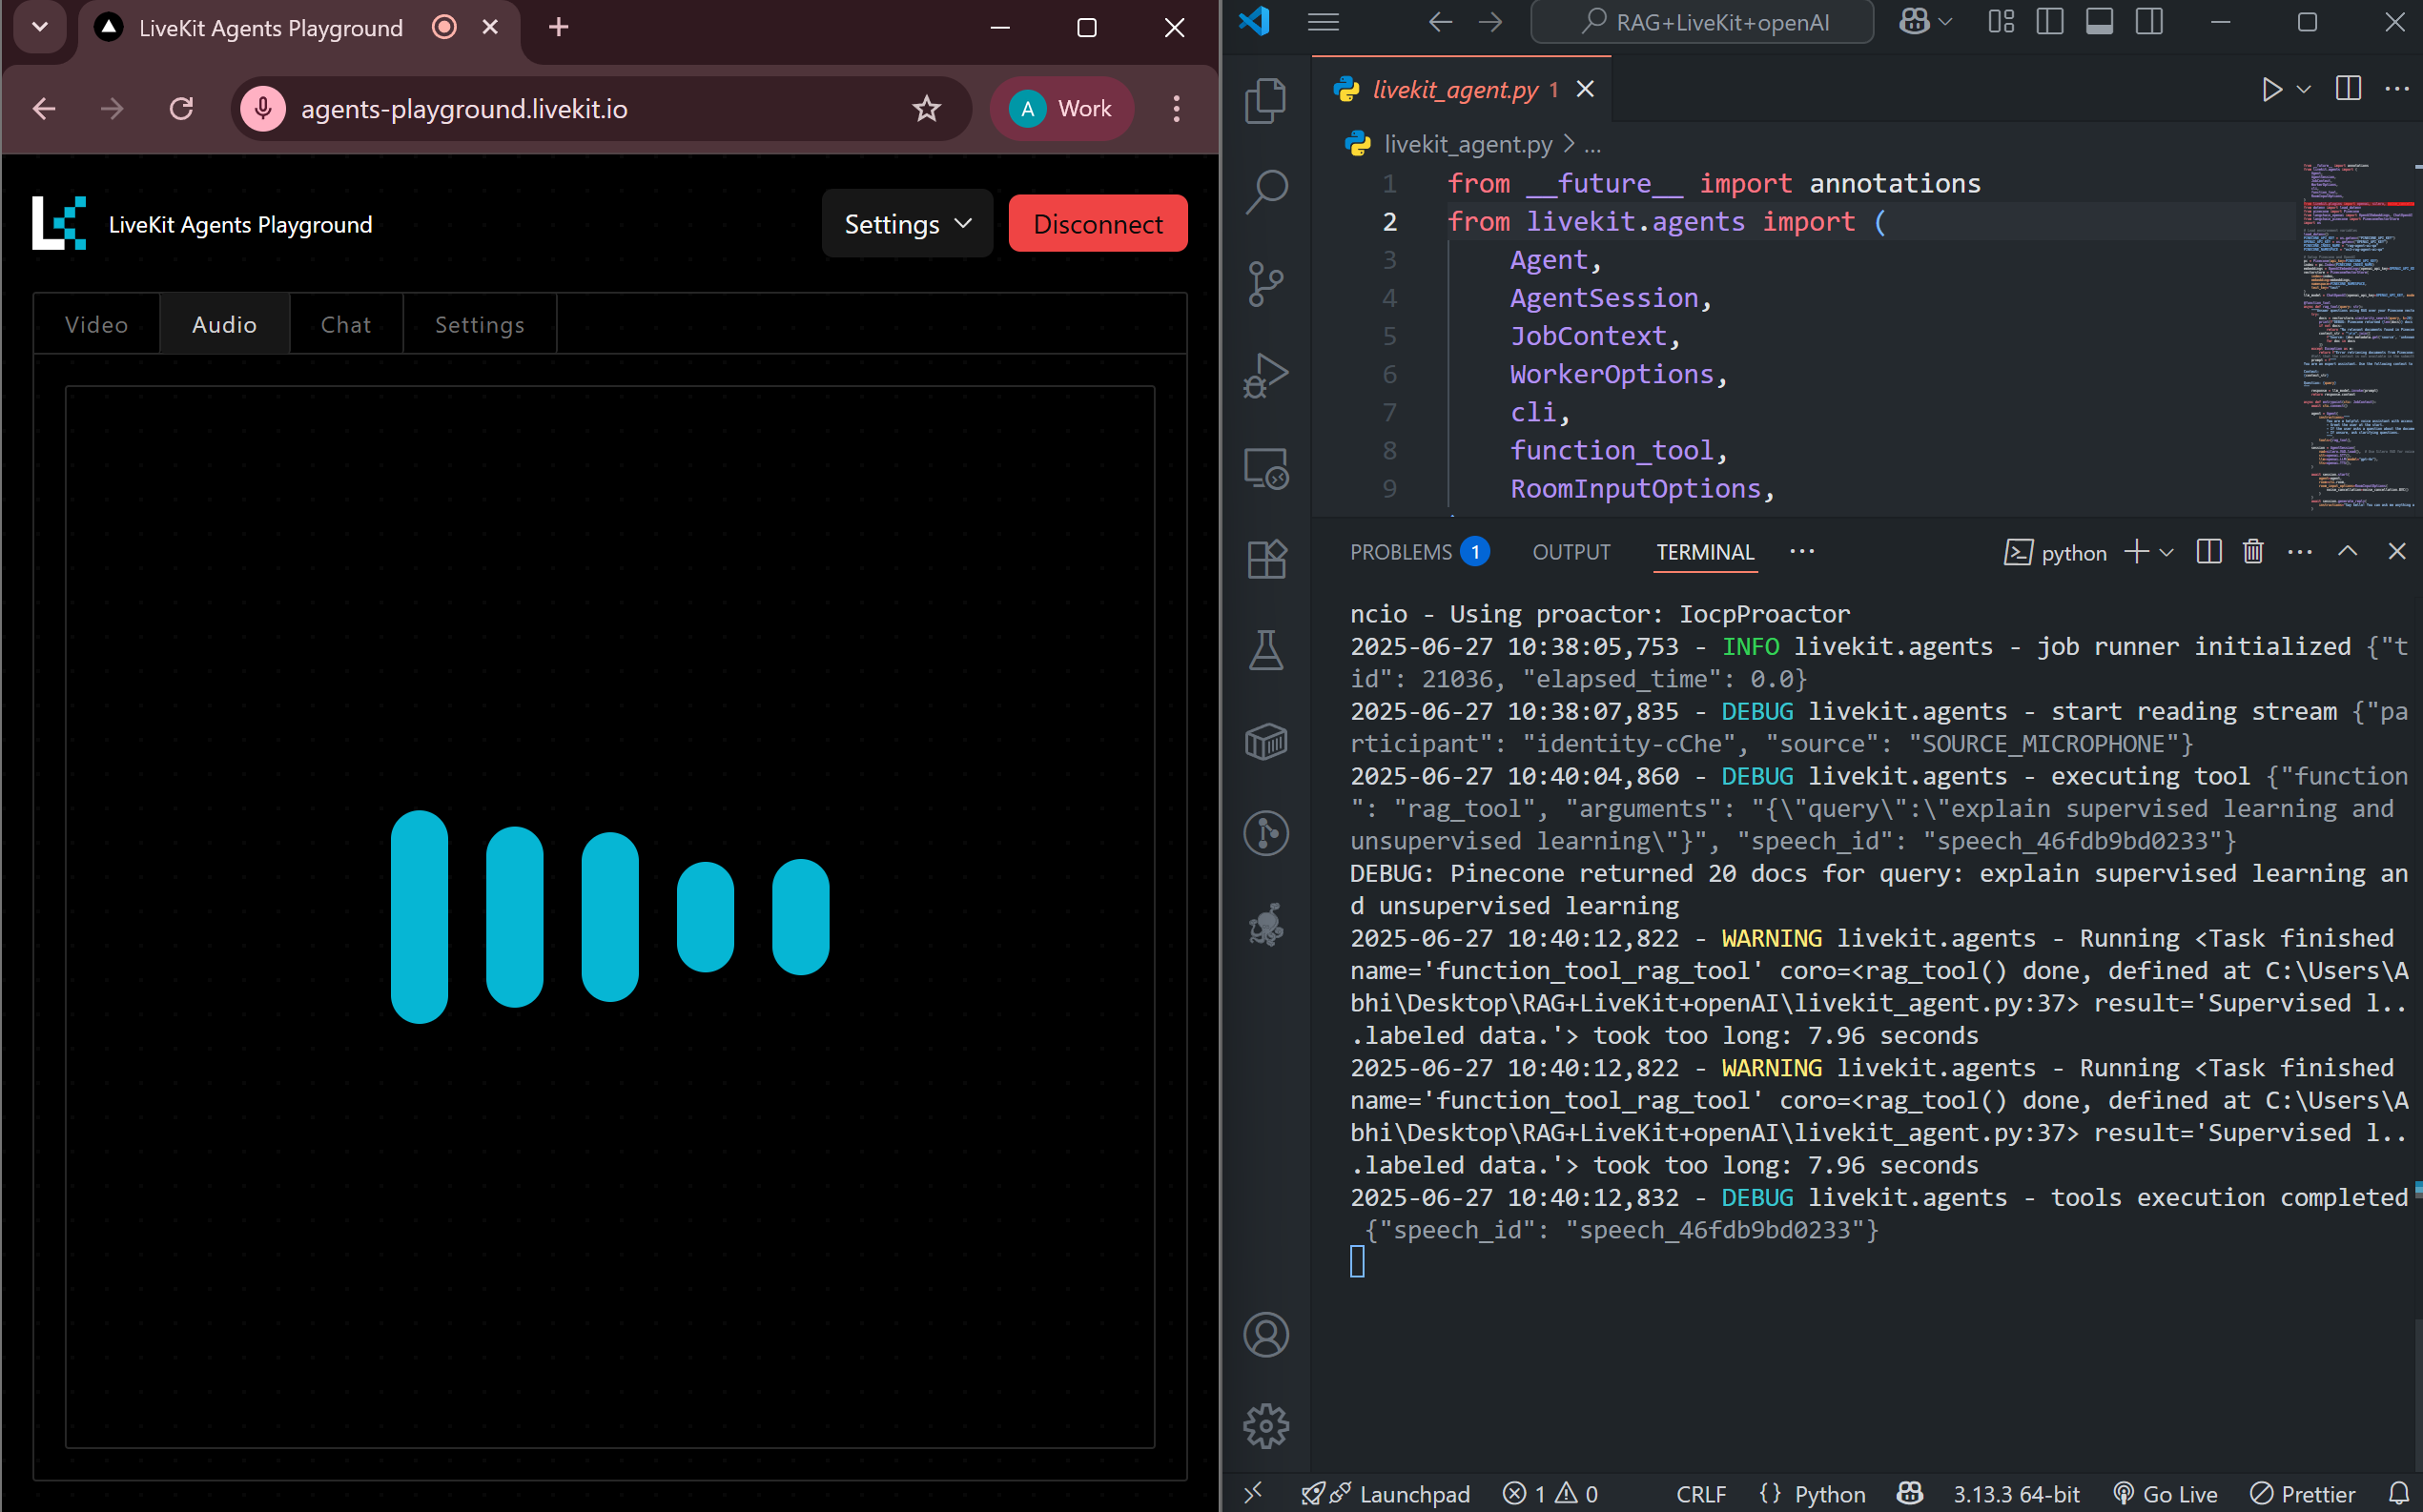 LiveKit Agents Playground
agents-playground.livekit.io
A Work
LiveKit Agents Playground
Settings
Disconnect
Video Audio Chat Settings
RAG+LiveKit+openAI
livekit_agent.py 1
livekit_agent.py > ...
1 from __future__ import annotations
2 from livekit.agents import (
3 Agent,
4 AgentSession,
5 JobContext,
6 WorkerOptions,
7 cli,
8 function_tool,
9 RoomInputOptions,
PROBLEMS 1 OUTPUT TERMINAL ...
python
ncio - Using proactor: IocpProactor
2025-06-27 10:38:05,753 - INFO livekit.agents - job runner initialized {"t
id": 21036, "elapsed_time": 0.0}
2025-06-27 10:38:07,835 - DEBUG livekit.agents - start reading stream {"pa
rticipant": "identity-cChe", "source": "SOURCE_MICROPHONE"}
2025-06-27 10:40:04,860 - DEBUG livekit.agents - executing tool {"function
": "rag_tool", "arguments": "{\"query\":\"explain supervised learning and
unsupervised learning\"}", "speech_id": "speech_46fdb9bd0233"}
DEBUG: Pinecone returned 20 docs for query: explain supervised learning an
d unsupervised learning
2025-06-27 10:40:12,822 - WARNING livekit.agents - Running <Task finished
name='function_tool_rag_tool' coro=<rag_tool() done, defined at C:\Users\A
bhi\Desktop\RAG+LiveKit+openAI\livekit_agent.py:37> result='Supervised l..
.labeled data.'> took too long: 7.96 seconds
2025-06-27 10:40:12,822 - WARNING livekit.agents - Running <Task finished
name='function_tool_rag_tool' coro=<rag_tool() done, defined at C:\Users\A
bhi\Desktop\RAG+LiveKit+openAI\livekit_agent.py:37> result='Supervised l..
.labeled data.'> took too long: 7.96 seconds
2025-06-27 10:40:12,832 - DEBUG livekit.agents - tools execution completed
{"speech_id": "speech_46fdb9bd0233"}
Launchpad 1 0 CRLF {} Python 3.13.3 64-bit Go Live Prettier